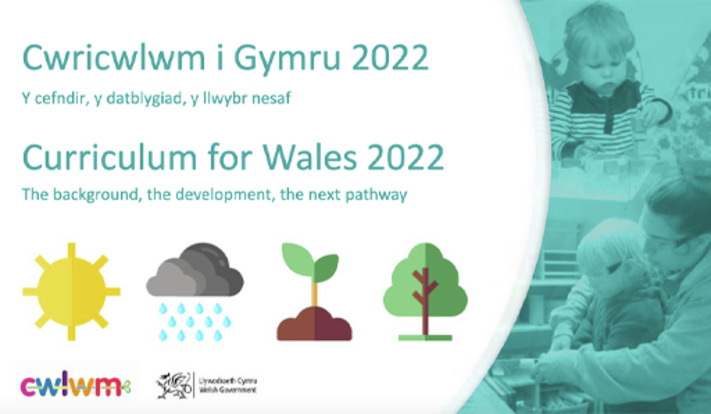 Cwricwlwm i Gymru 2022
Y cefndir, y datblygiad, y llwybr nesaf
Curriculum for Wales 2022
The background, the development, the next pathway
cwlwm
Llywodraeth Cymru
Welsh Government